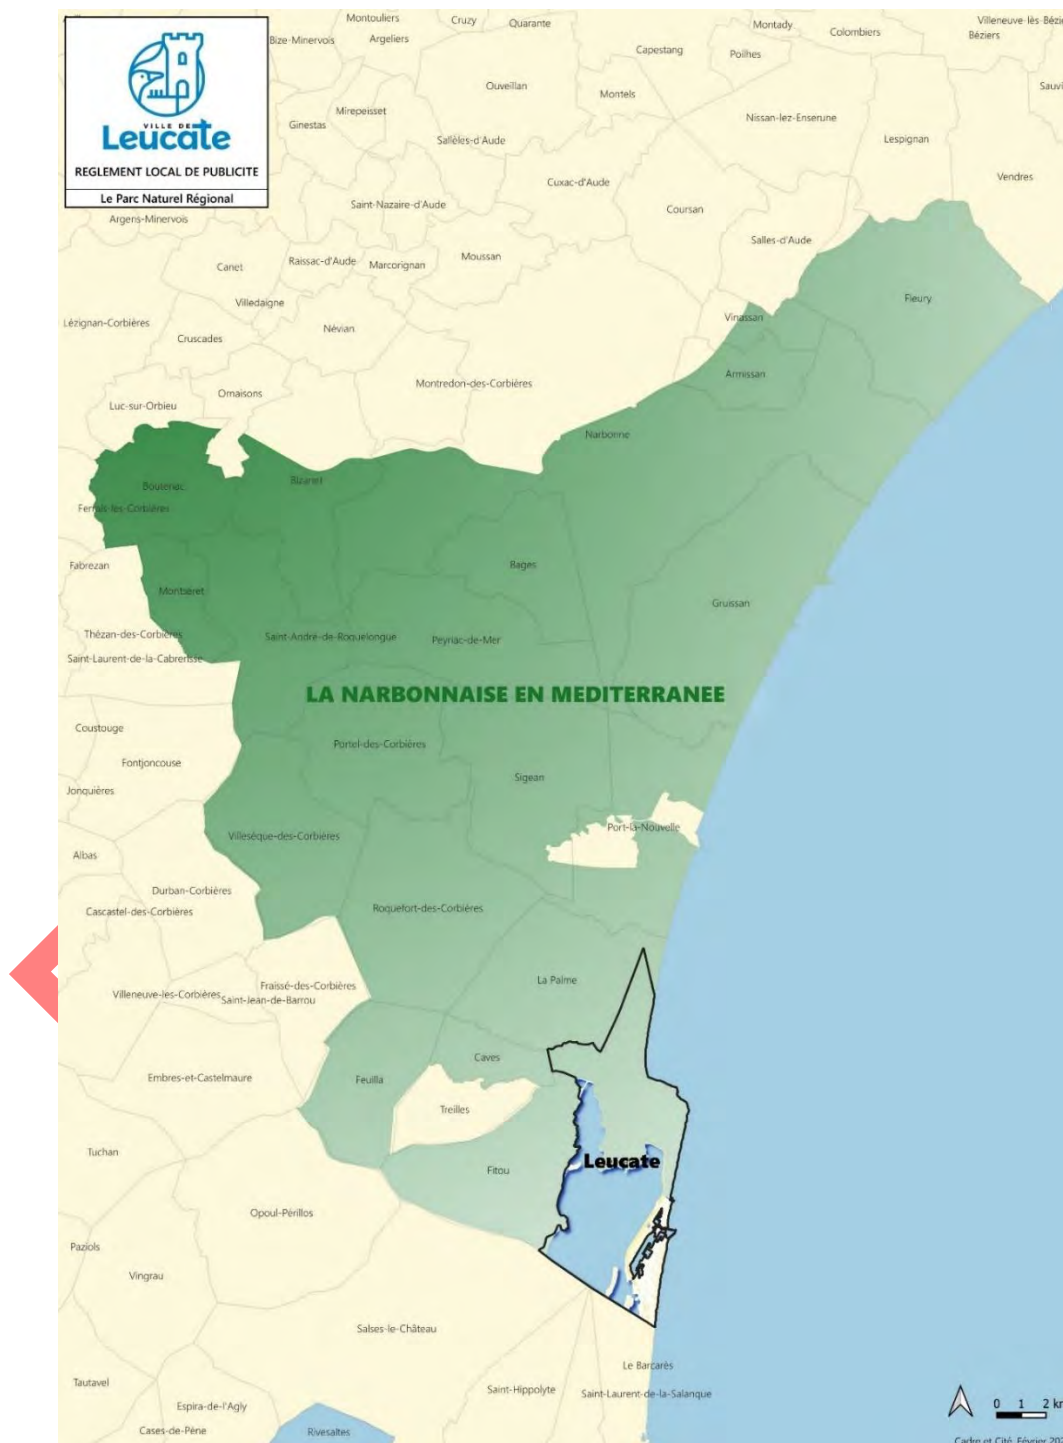 VILLE DE
Leucate
REGLEMENT LOCAL DE PUBLICITE
Le Parc Naturel Régional
Montouliers
Cruzy
Quarante
Montady
Colombiers
Villeneuve-lès-Bézie
Béziers
Bize-Minervois
Argeliers
Capestang
Poilhes
Ouveillan
Montels
Sauvi
Mirepeisset
Ginestas
Nissan-lez-Enserune
Sallèles-d'Aude
Lespignan
Cuxac-d'Aude
Vendres
Saint-Nazaire-d'Aude
Coursan
Argens-Minervois
Salles-d'Aude
Moussan
Canet
Raissac-d'Aude
Marcorignan
Villedaigne
Fleury
Lézignan-Corbières
Névian
Vinassan
Cruscades
Armissan
Montredon-des-Corbières
Ornaisons
Luc-sur-Orbieu
Narbonne
Boutenac
Bizanet
Ferrals-les-Corbières
Fabrezan
Bages
Montséret
Gruissan
Thézan-des-Corbières
Saint-André-de-Roquelongue
Peyriac-de-Mer
Saint-Laurent-de-la-Cabrerisse
LA NARBONNAISE EN MEDITERRANEE
Coustouge
Portel-des-Corbières
Fontjoncouse
Sigean
Jonquières
Port-la-Nouvelle
Villesèque-des-Corbières
Albas
Durban-Corbières
Cascastel-des-Corbières
Roquefort-des-Corbières
La Palme
Fraissé-des-Corbières
Villeneuve-les-Corbières
Saint-Jean-de-Barrou
Caves
Embres-et-Castelmaure
Feuilla
Treilles
Tuchan
Leucate
Fitou
Opoul-Périllos
Paziols
Vingrau
Salses-le-Château
Le Barcarès
Tautavel
Saint-Hippolyte
Saint-Laurent-de-la-Salanque
Espira-de-l'Agly
Cases-de-Pène
Rivesaltes
0 1 2 km
Cadre et Cité, Février 202